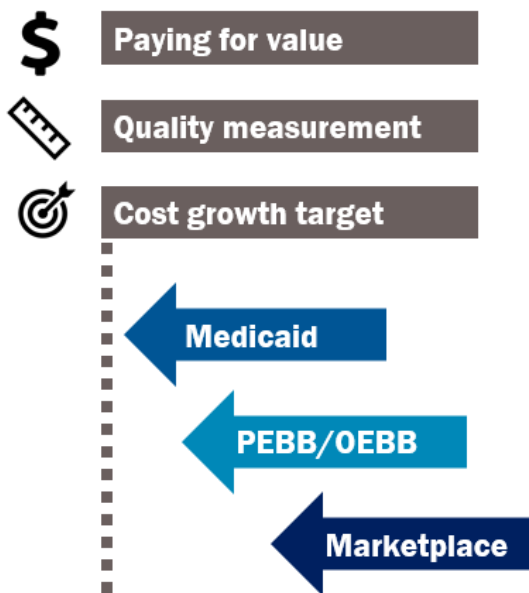 Paying for value
Quality measurement
Cost growth target
Medicaid
PEBB/OEBB
Marketplace